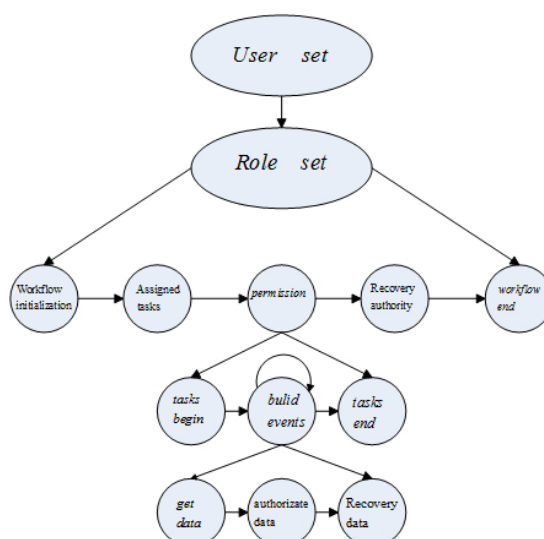 User set
Role set
Workflow
initialization
Assigned
tasks
permission
Recovery
authority
workflow
end
tasks
begin
bulid
events
tasks
end
get
data
authorizate
data
Recovery
data